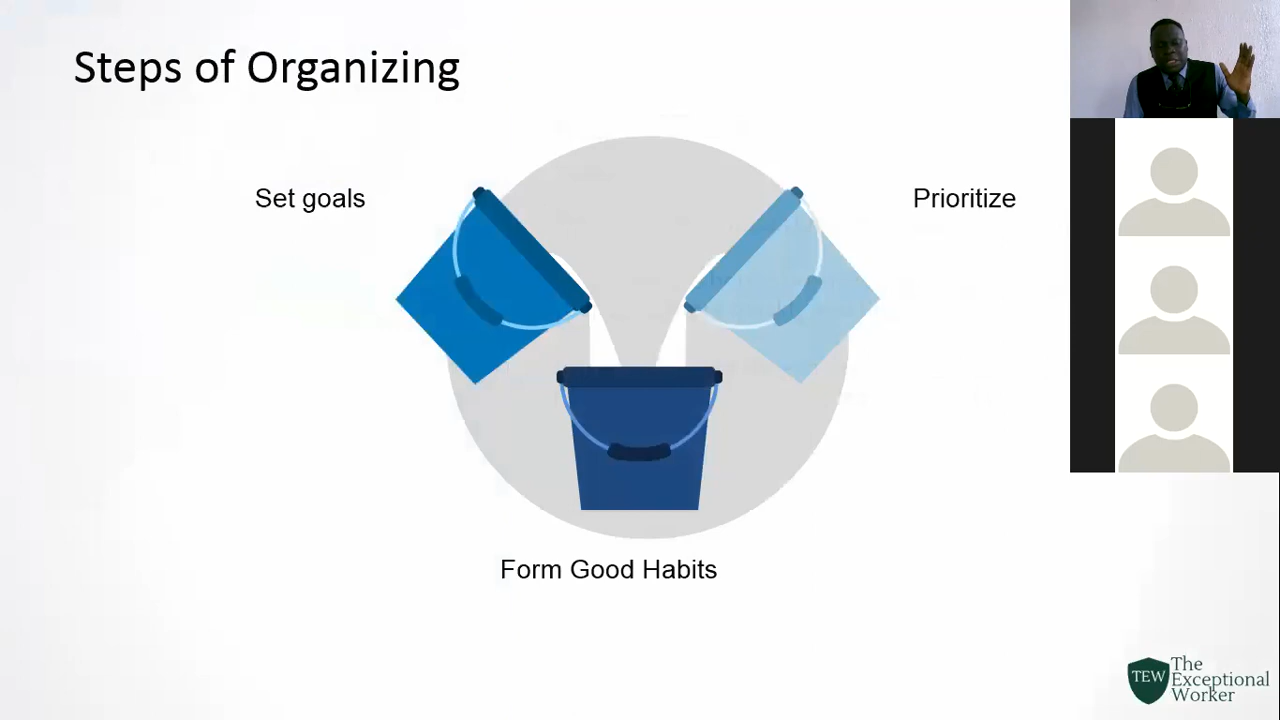 Steps of Organizing
Set goals
Prioritize
Form Good Habits
TEW
The
Exceptional
Worker